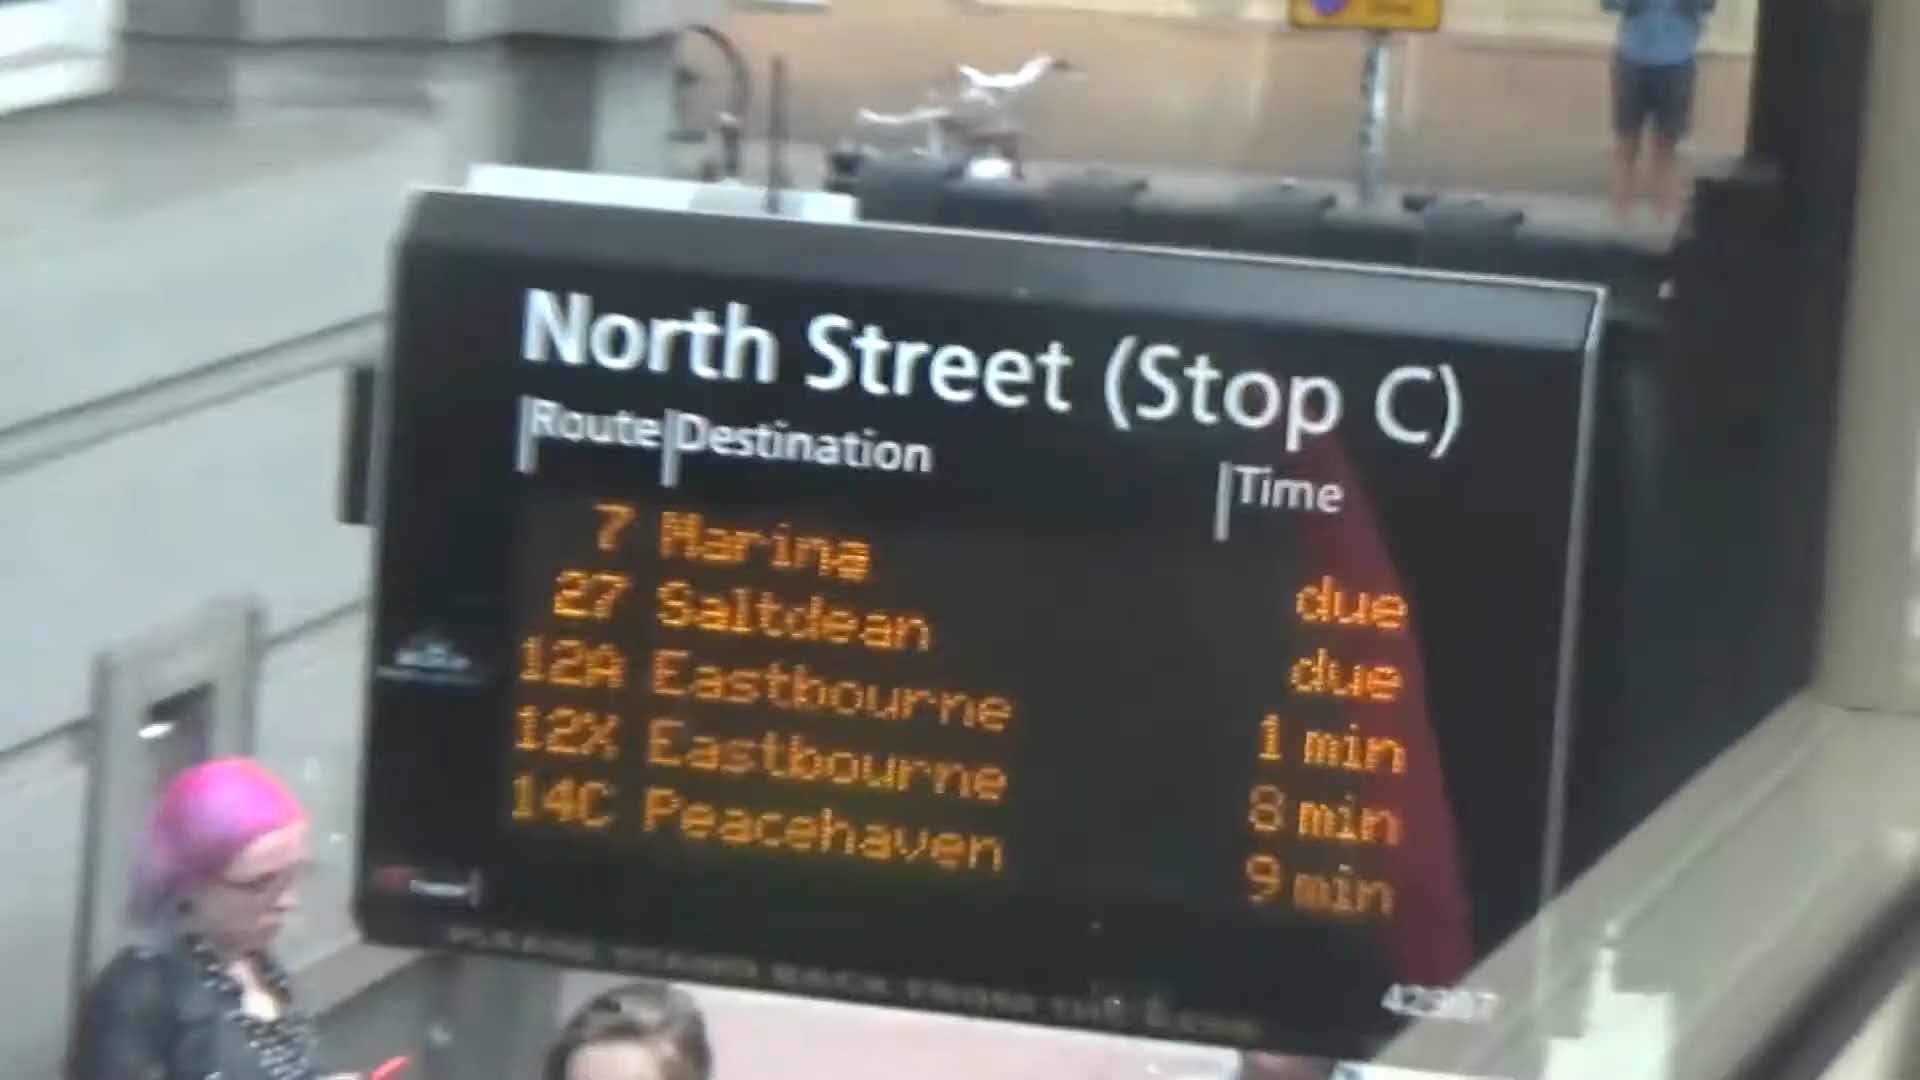 North Street (Stop C)
Route Destination Time
7 Marina due
27 Saltdean due
12A Eastbourne 1 min
12X Eastbourne 8 min
14C Peacehaven 9 min